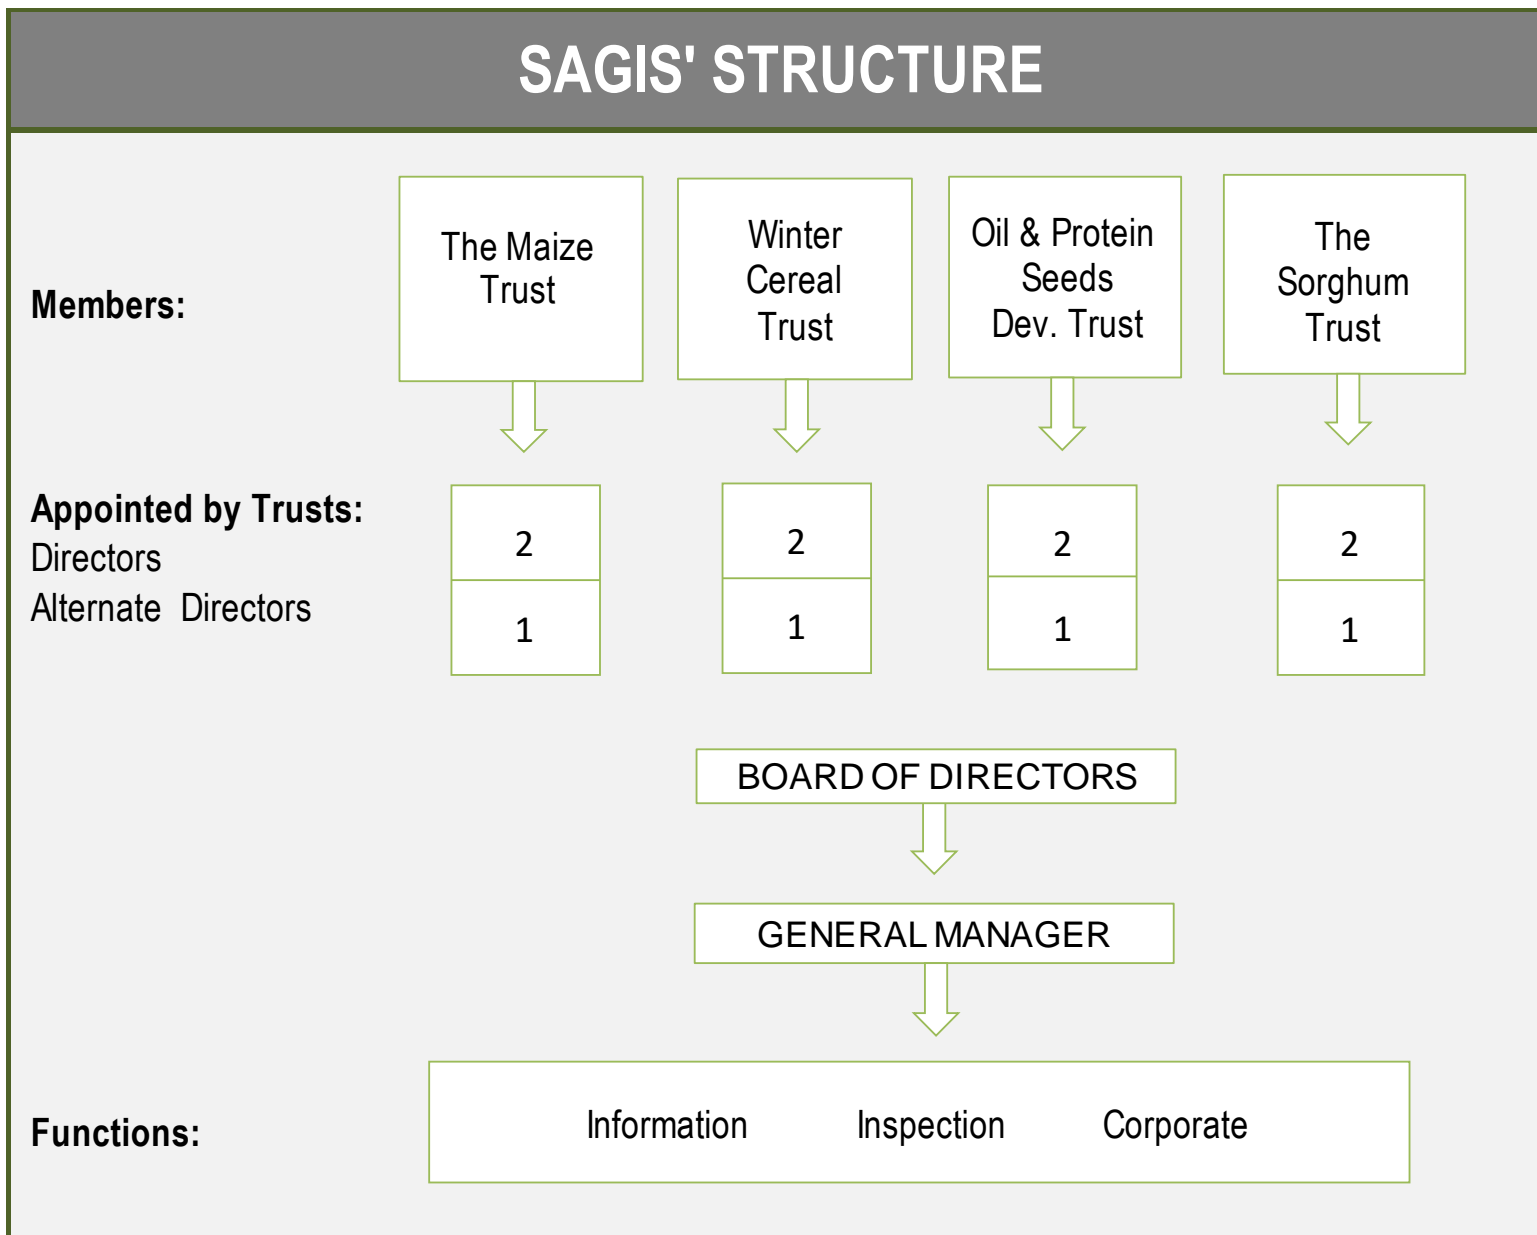 SAGIS' STRUCTURE
Members:
The Maize
Trust
Winter
Cereal
Trust
Oil & Protein
Seeds
Dev. Trust
The
Sorghum
Trust
Appointed by Trusts:
Directors
Alternate Directors
2
2
2
2
1
1
1
1
BOARD OF DIRECTORS
GENERAL MANAGER
Functions:
Information Inspection Corporate